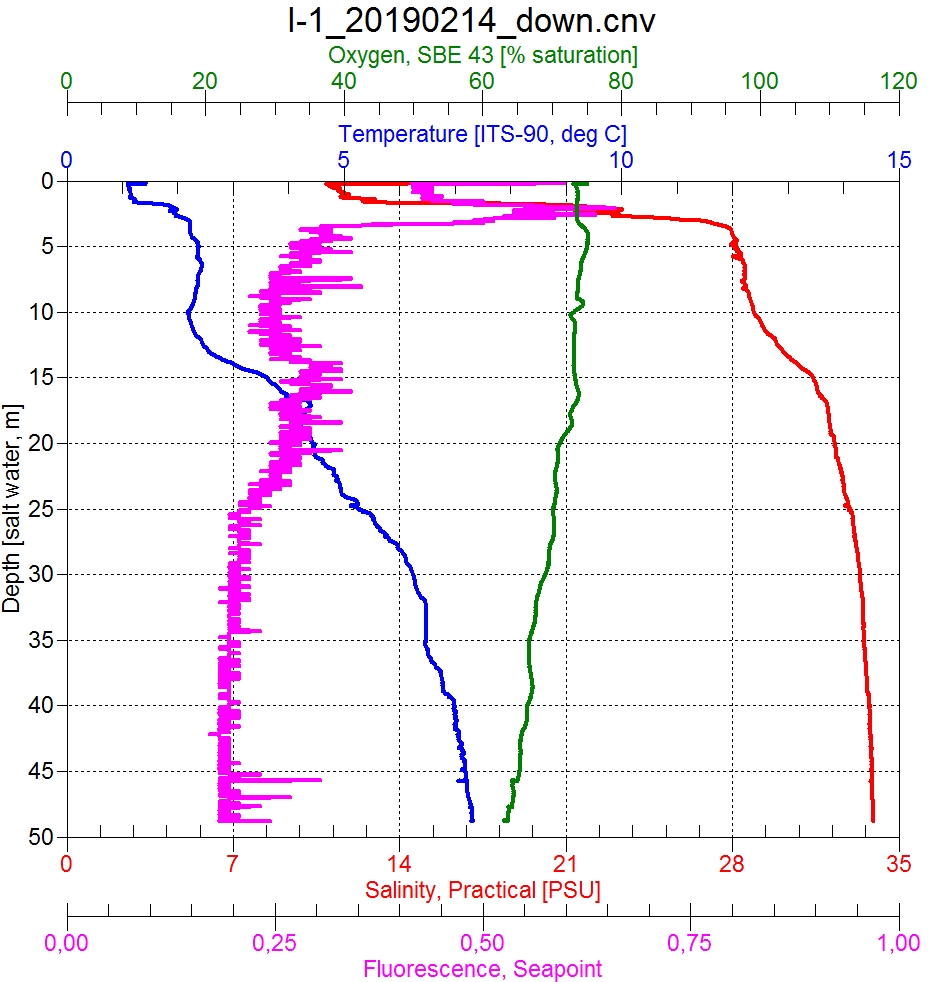 I-1_20190214_down.cnv
Oxygen, SBE 43 [% saturation]
0 20 40 60 80 100 120
Temperature [ITS-90, deg C]
0 5 10 15
Depth [salt water, m]
0
5
10
15
20
25
30
35
40
45
50
0 7 14 21 28 35
Salinity, Practical [PSU]
0,00 0,25 0,50 0,75 1,00
Fluorescence, Seapoint